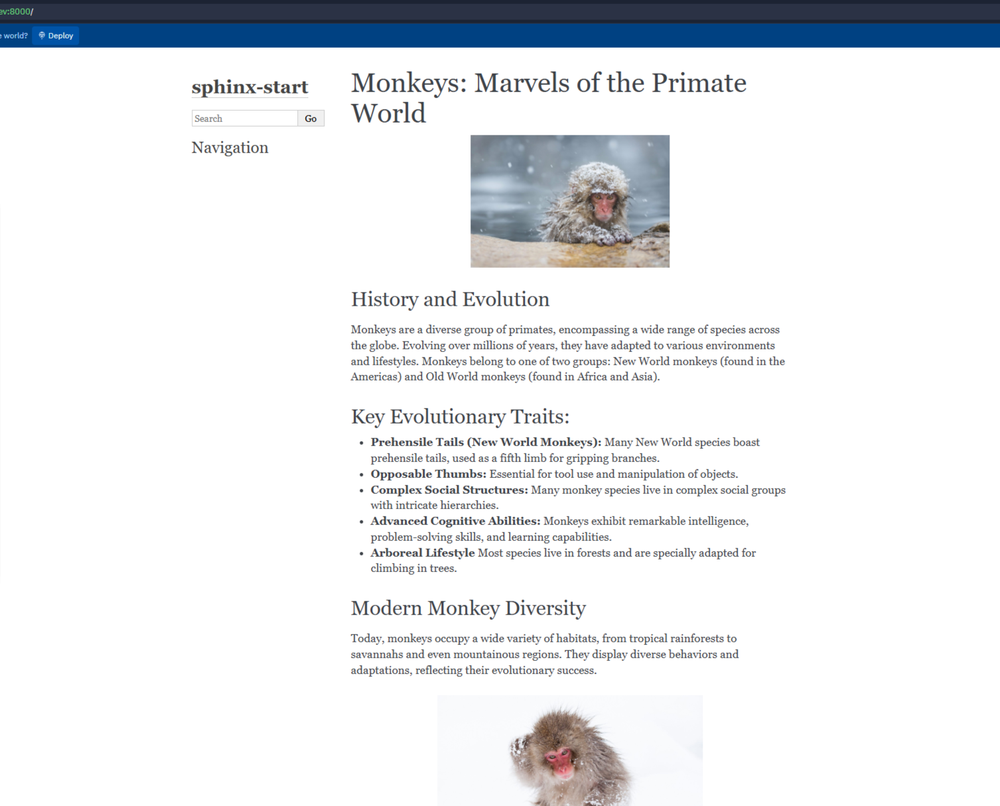 ev:8000/
e world? Deploy
sphinx-start
Search Go
Navigation
Monkeys: Marvels of the Primate
World
History and Evolution
Monkeys are a diverse group of primates, encompassing a wide range of species across
the globe. Evolving over millions of years, they have adapted to various environments
and lifestyles. Monkeys belong to one of two groups: New World monkeys (found in the
Americas) and Old World monkeys (found in Africa and Asia).
Key Evolutionary Traits:
• Prehensile Tails (New World Monkeys): Many New World species boast
prehensile tails, used as a fifth limb for gripping branches.
• Opposable Thumbs: Essential for tool use and manipulation of objects.
• Complex Social Structures: Many monkey species live in complex social groups
with intricate hierarchies.
• Advanced Cognitive Abilities: Monkeys exhibit remarkable intelligence,
problem-solving skills, and learning capabilities.
• Arboreal Lifestyle Most species live in forests and are specially adapted for
climbing in trees.
Modern Monkey Diversity
Today, monkeys occupy a wide variety of habitats, from tropical rainforests to
savannahs and even mountainous regions. They display diverse behaviors and
adaptations, reflecting their evolutionary success.